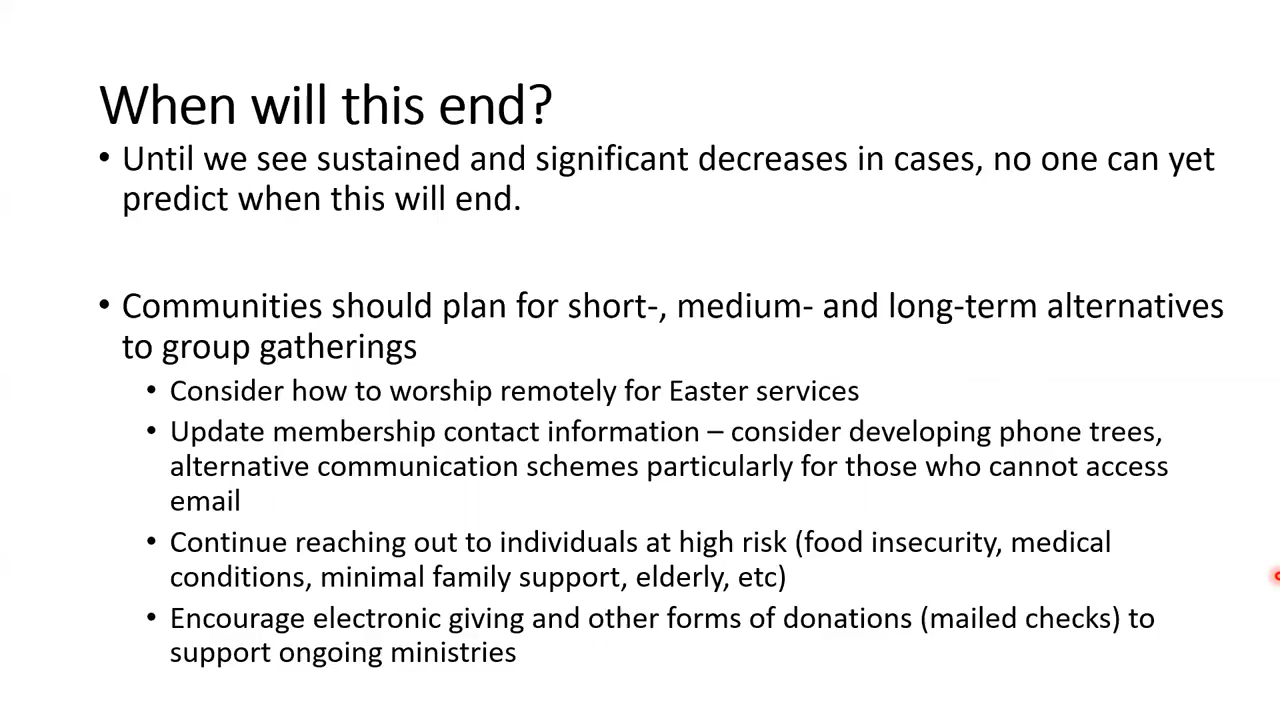 When will this end?
• Until we see sustained and significant decreases in cases, no one can yet
predict when this will end.
• Communities should plan for short-, medium- and long-term alternatives
to group gatherings
• Consider how to worship remotely for Easter services
• Update membership contact information – consider developing phone trees,
alternative communication schemes particularly for those who cannot access
email
• Continue reaching out to individuals at high risk (food insecurity, medical
conditions, minimal family support, elderly, etc)
• Encourage electronic giving and other forms of donations (mailed checks) to
support ongoing ministries